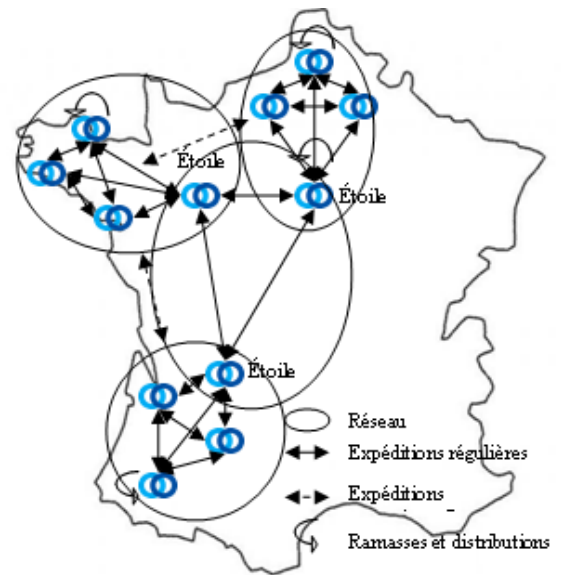 Étoile
Étoile
Étoile
Réseau
Expéditions régulières
Expéditions
Ramasses et distributions